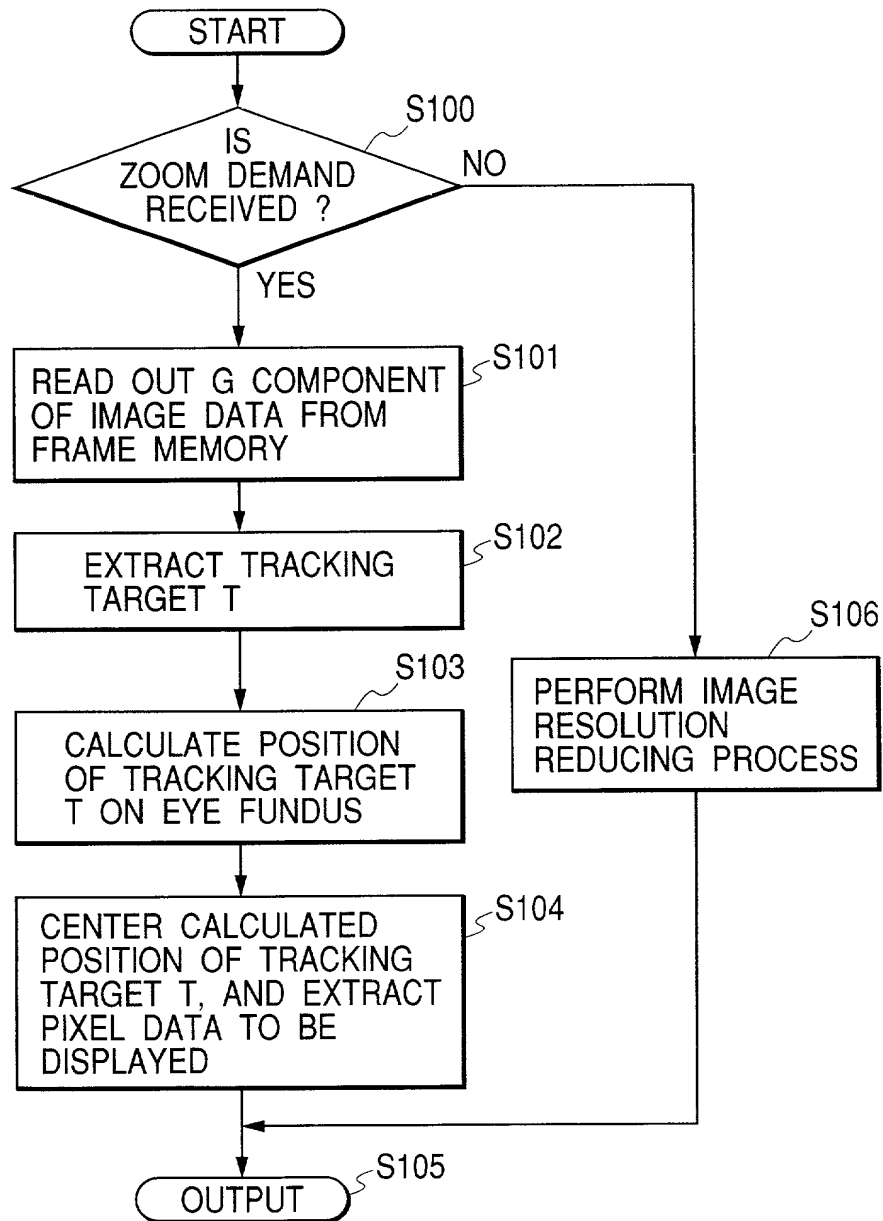 START
S100
IS
ZOOM DEMAND
RECEIVED ?
NO
YES
S101
READ OUT G COMPONENT
OF IMAGE DATA FROM
FRAME MEMORY
S102
EXTRACT TRACKING
TARGET T
S103
CALCULATE POSITION
OF TRACKING TARGET
T ON EYE FUNDUS
S106
PERFORM IMAGE
RESOLUTION
REDUCING PROCESS
S104
CENTER CALCULATED
POSITION OF TRACKING
TARGET T, AND EXTRACT
PIXEL DATA TO BE
DISPLAYED
S105
OUTPUT